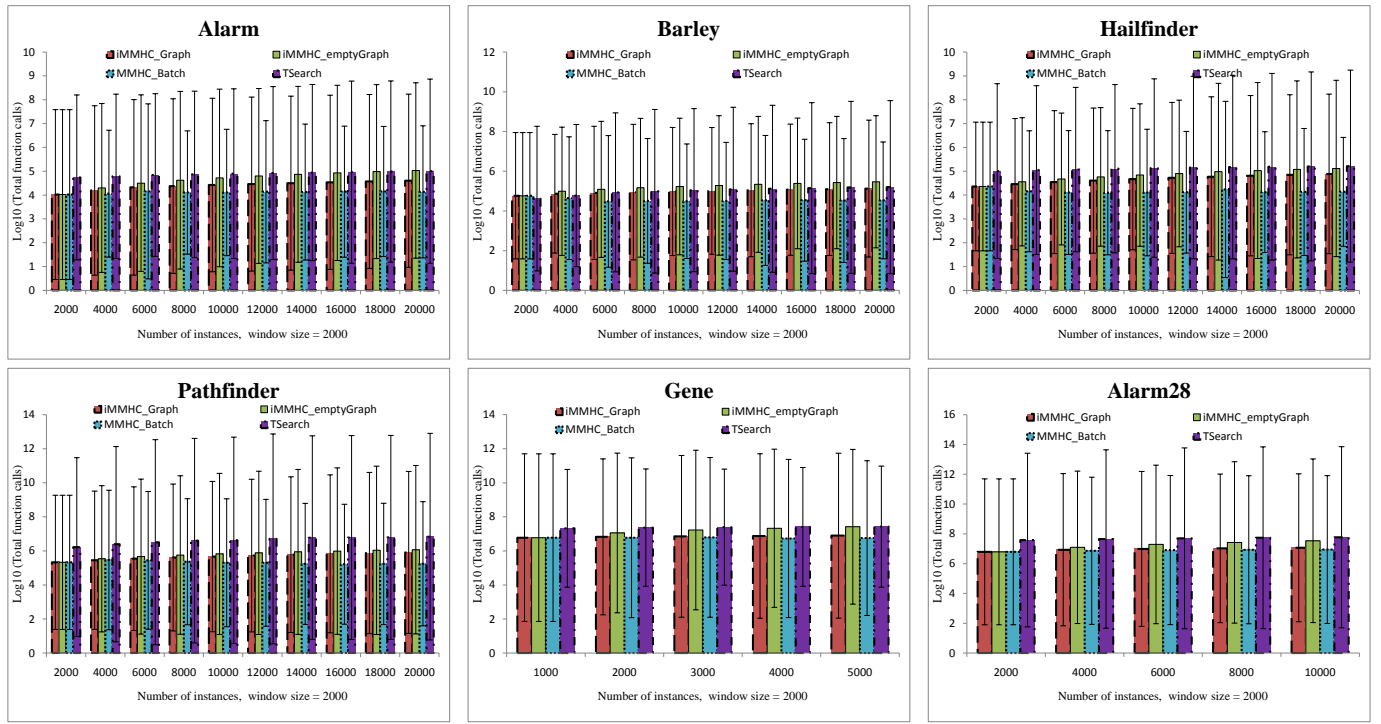 Alarm
iMMHC_Graph iMMHC_emptyGraph
MMHC_Batch TSearch
Log10 (Total function calls)
10
9
8
7
6
5
4
3
2
1
0
2000 4000 6000 8000 10000 12000 14000 16000 18000 20000
Number of instances, window size = 2000
Barley
iMMHC_Graph iMMHC_emptyGraph
MMHC_Batch TSearch
Log10 (Total function calls)
12
10
8
6
4
2
0
2000 4000 6000 8000 10000 12000 14000 16000 18000 20000
Number of instances, window size = 2000
Hailfinder
iMMHC_Graph iMMHC_emptyGraph
MMHC_Batch TSearch
Log10 (Total function calls)
10
9
8
7
6
5
4
3
2
1
0
2000 4000 6000 8000 10000 12000 14000 16000 18000 20000
Number of instances, window size = 2000
Pathfinder
iMMHC_Graph iMMHC_emptyGraph
MMHC_Batch TSearch
Log10 (Total function calls)
14
12
10
8
6
4
2
0
2000 4000 6000 8000 10000 12000 14000 16000 18000 20000
Number of instances, window size = 2000
Gene
iMMHC_Graph iMMHC_emptyGraph
MMHC_Batch TSearch
Log10 (Total function calls)
14
12
10
8
6
4
2
0
1000 2000 3000 4000 5000
Number of instances, window size = 2000
Alarm28
iMMHC_Graph iMMHC_emptyGraph
MMHC_Batch TSearch
Log10 (Total function calls)
16
14
12
10
8
6
4
2
0
2000 4000 6000 8000 10000
Number of instances, window size = 2000